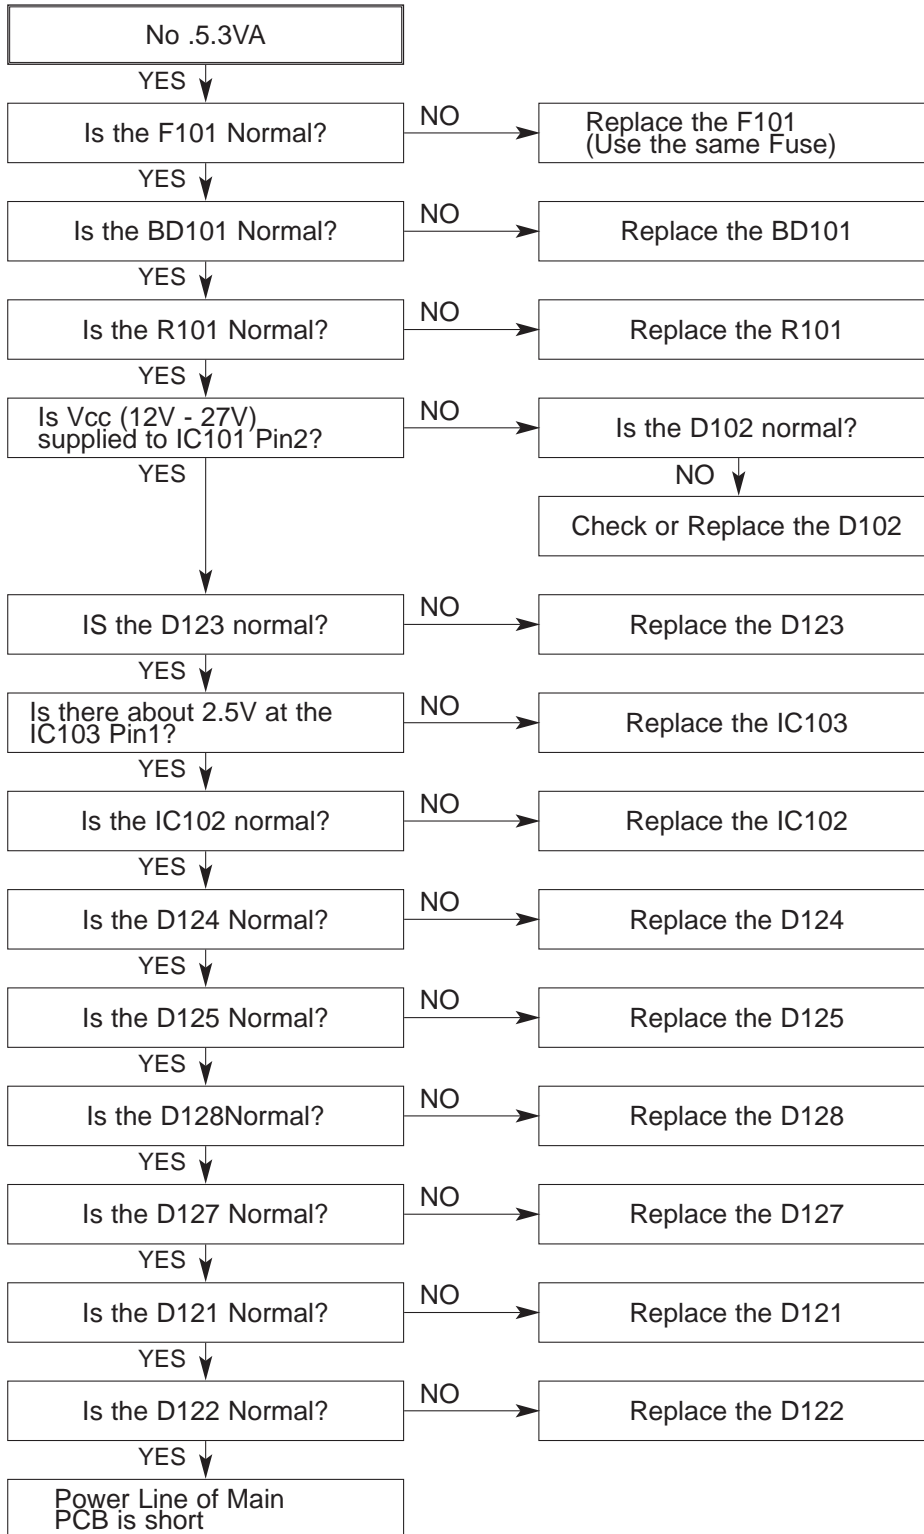 No .5.3VA
YES
Is the F101 Normal?
NO
Replace the F101
(Use the same Fuse)
YES
Is the BD101 Normal?
NO
Replace the BD101
YES
Is the R101 Normal?
NO
Replace the R101
YES
Is Vcc (12V - 27V)
supplied to IC101 Pin2?
NO
Is the D102 normal?
YES
NO
Check or Replace the D102
IS the D123 normal?
NO
Replace the D123
YES
Is there about 2.5V at the
IC103 Pin1?
NO
Replace the IC103
YES
Is the IC102 normal?
NO
Replace the IC102
YES
Is the D124 Normal?
NO
Replace the D124
YES
Is the D125 Normal?
NO
Replace the D125
YES
Is the D128Normal?
NO
Replace the D128
YES
Is the D127 Normal?
NO
Replace the D127
YES
Is the D121 Normal?
NO
Replace the D121
YES
Is the D122 Normal?
NO
Replace the D122
YES
Power Line of Main
PCB is short